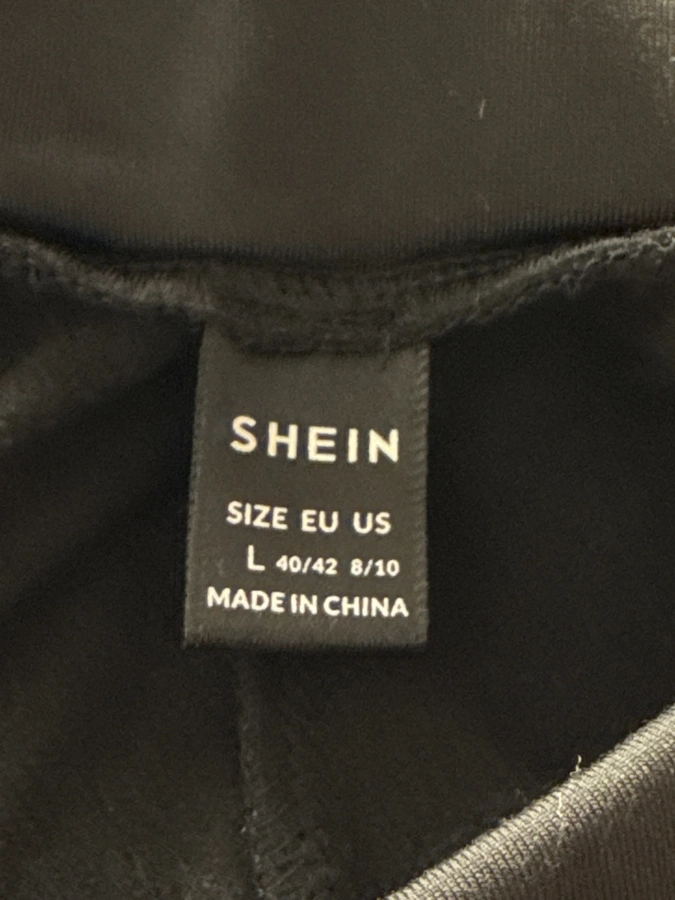 SHEIN
SIZE EU US
L 40/42 8/10
MADE IN CHINA